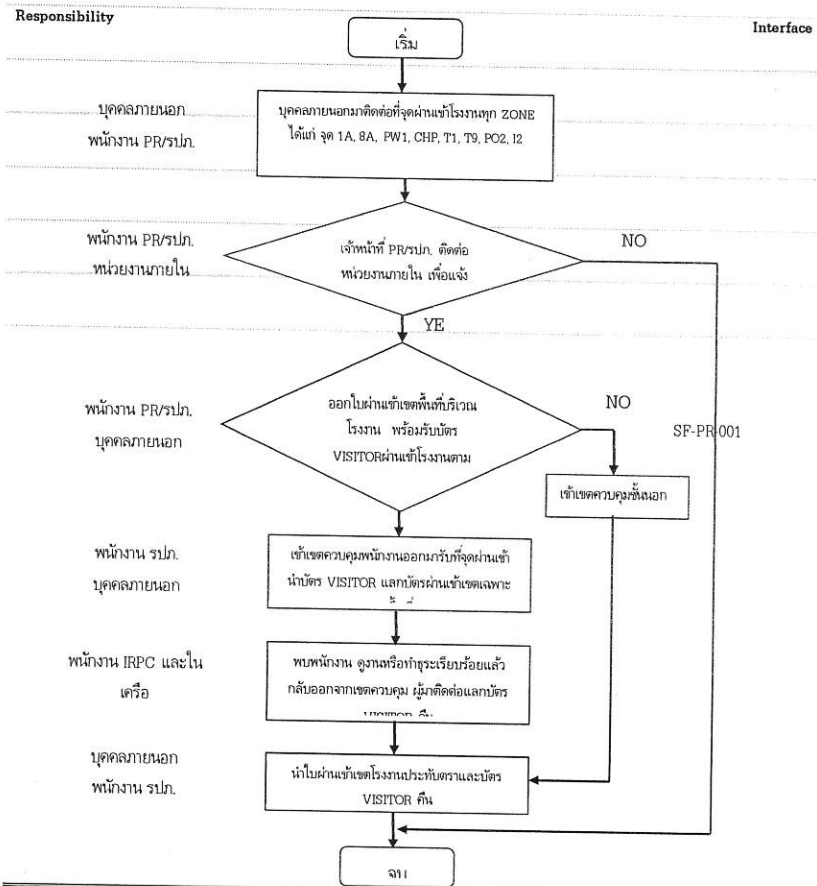 Responsibility
Interface
เริ่ม
บุคคลภายนอก
พนักงาน PR/รปภ.
บุคคลภายนอกมาติดต่อที่จุดผ่านเข้าโรงงานทุก ZONE
ได้แก่ จุด 1A, 8A, PW1, CHP, T1, T9, PO2, I2
พนักงาน PR/รปภ.
หน่วยงานภายใน
เจ้าหน้าที่ PR/รปภ. ติดต่อ
หน่วยงานภายใน เพื่อแจ้ง
NO
YE
พนักงาน PR/รปภ.
บุคคลภายนอก
ออกใบผ่านเข้าเขตพื้นที่บริเวณ
โรงงาน พร้อมรับบัตร
VISITORผ่านเข้าโรงงานตาม
NO
SF-PR-001
เข้าเขตควบคุมชั้นนอก
พนักงาน รปภ.
บุคคลภายนอก
เข้าเขตควบคุมพนักงานออกมารับที่จุดผ่านเข้า
นำบัตร VISITOR แลกบัตรผ่านเข้าเขตเฉพาะ
พนักงาน IRPC และใน
เครือ
พบพนักงาน ดูงานหรือทำธุระเรียบร้อยแล้ว
กลับออกจากเขตควบคุม ผู้มาติดต่อแลกบัตร
VISITOR คืน
บุคคลภายนอก
พนักงาน รปภ.
นำใบผ่านเข้าเขตโรงงานประทับตราและบัตร
VISITOR คืน
จบ